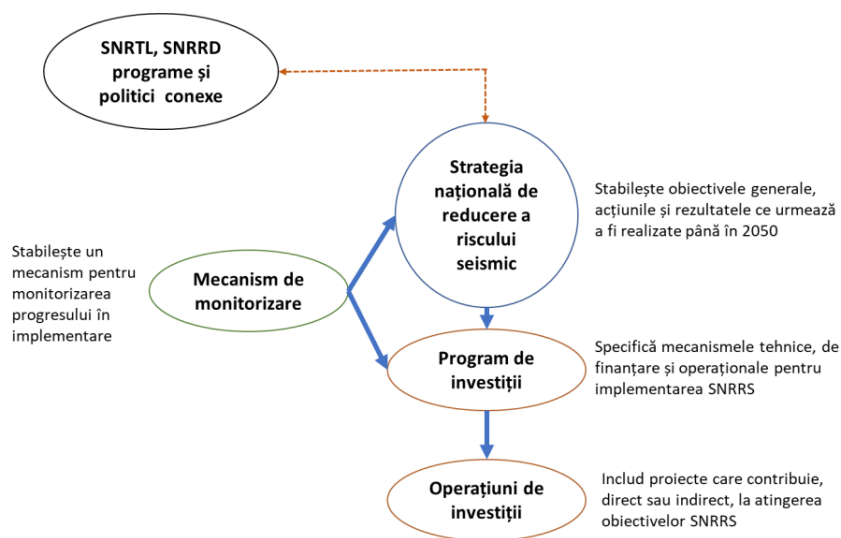 SNRTL, SNRRD
programe și
politici conexe
Strategia
națională de
reducere a
riscului
seismic
Stabilește obiectivele generale,
acțiunile și rezultatele ce urmează
a fi realizate până în 2050
Stabilește un
mecanism pentru
monitorizarea
progresului în
implementare
Mecanism de
monitorizare
Program de
investiții
Specifică mecanismele tehnice, de
finanțare și operaționale pentru
implementarea SNRRS
Operațiuni de
investiții
Includ proiecte care contribuie,
direct sau indirect, la atingerea
obiectivelor SNRRS